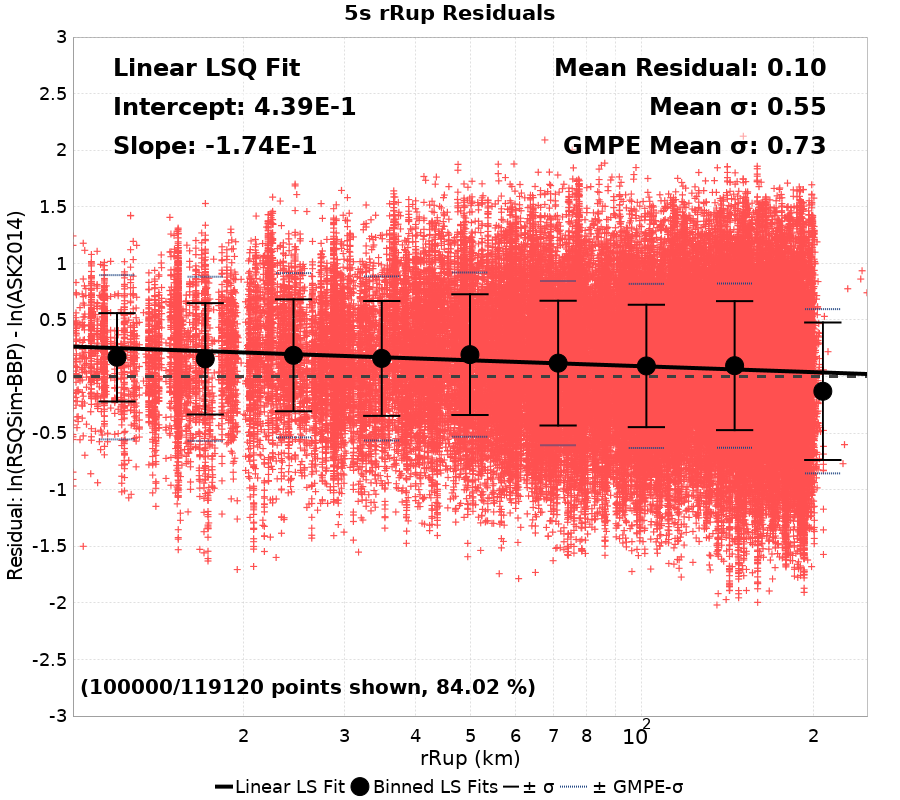 5s rRup Residuals
Linear LSQ Fit
Intercept: 4.39E-1
Slope: -1.74E-1
Mean Residual: 0.10
Mean σ: 0.55
GMPE Mean σ: 0.73
Residual: ln(RSQSim-BBP) - ln(ASK2014)
3
2.5
2
1.5
1
0.5
0
-0.5
-1
-1.5
-2
-2.5
-3
(100000/119120 points shown, 84.02 %)
2 3 4 5 6 7 8 10² 2
rRup (km)
Linear LS Fit Binned LS Fits ± σ ± GMPE-σ